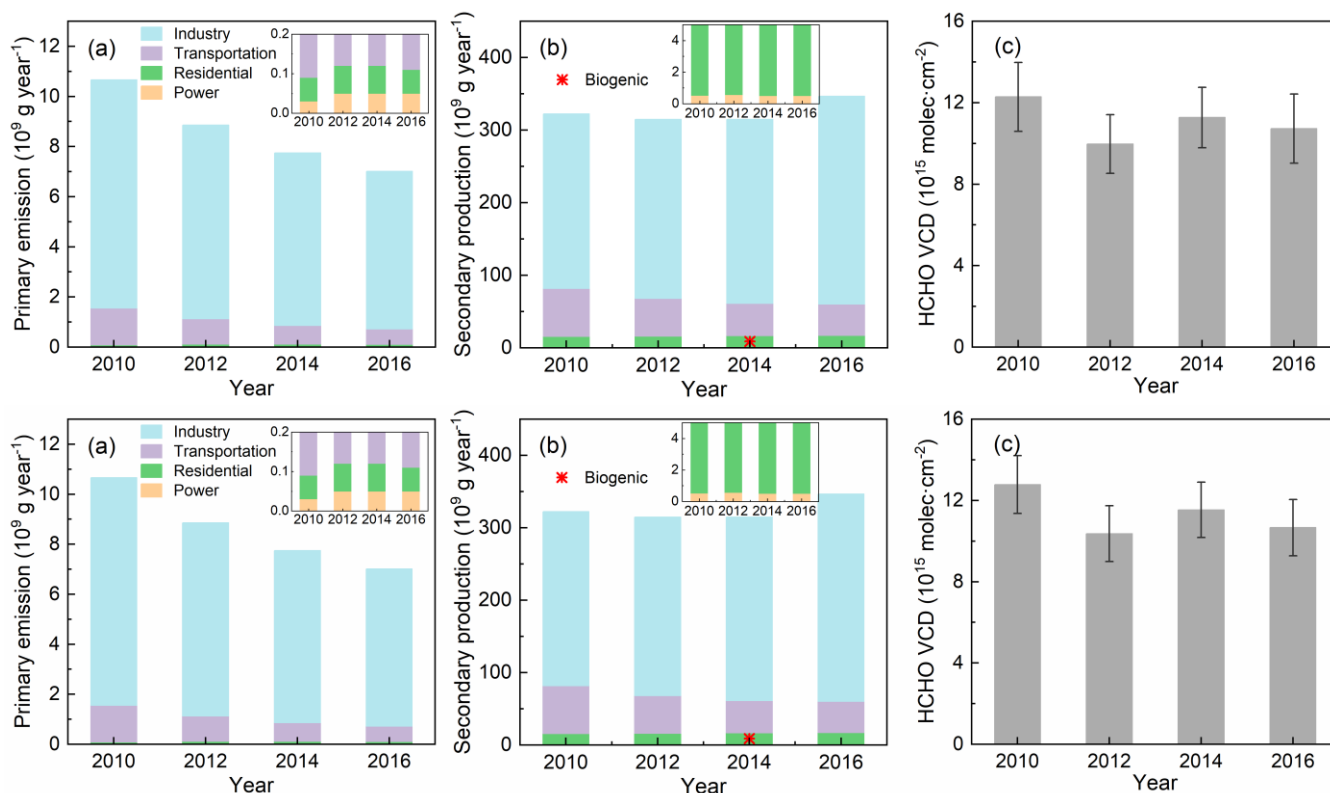 (a)
Industry
Transportation
Residential
Power
Primary emission (10⁹ g year⁻¹)
12
10
8
6
4
2
0
2010 2012 2014 2016
Year
0.2
0.1
0.0
2010 2012 2014 2016
(b)
Biogenic
Secondary production (10⁹ g year⁻¹)
400
300
200
100
0
2010 2012 2014 2016
Year
4
2
0
2010 2012 2014 2016
(c)
HCHO VCD (10¹⁵ molec·cm⁻²)
16
12
8
4
0
2010 2012 2014 2016
Year
(a)
Industry
Transportation
Residential
Power
Primary emission (10⁹ g year⁻¹)
12
10
8
6
4
2
0
2010 2012 2014 2016
Year
0.2
0.1
0.0
2010 2012 2014 2016
(b)
Biogenic
Secondary production (10⁹ g year⁻¹)
400
300
200
100
0
2010 2012 2014 2016
Year
4
2
0
2010 2012 2014 2016
(c)
HCHO VCD (10¹⁵ molec·cm⁻²)
16
12
8
4
0
2010 2012 2014 2016
Year